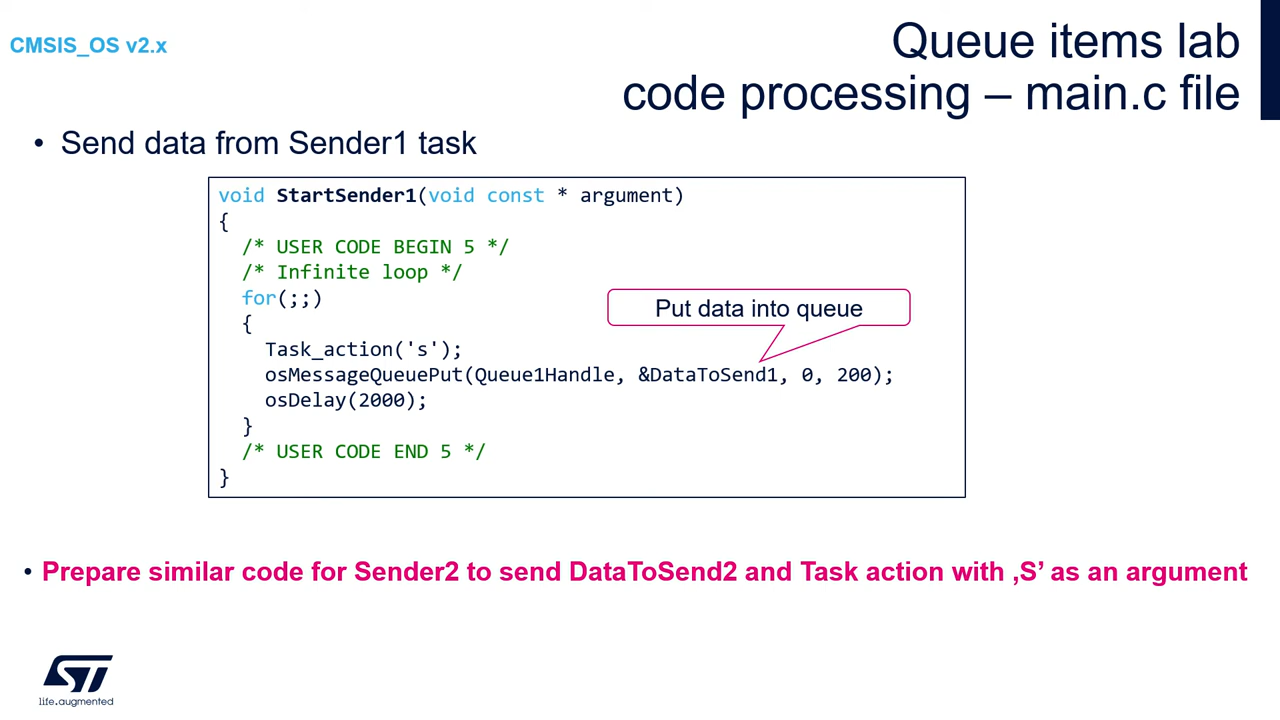 CMSIS_OS v2.x
Queue items lab
code processing – main.c file
• Send data from Sender1 task
void StartSender1(void const * argument)
{
  /* USER CODE BEGIN 5 */
  /* Infinite loop */
  for(;;)
  {
Put data into queue
    Task_action('s');
    osMessageQueuePut(Queue1Handle, &DataToSend1, 0, 200);
    osDelay(2000);
  }
  /* USER CODE END 5 */
}
• Prepare similar code for Sender2 to send DataToSend2 and Task action with ‚S’ as an argument
ST
life.augmented